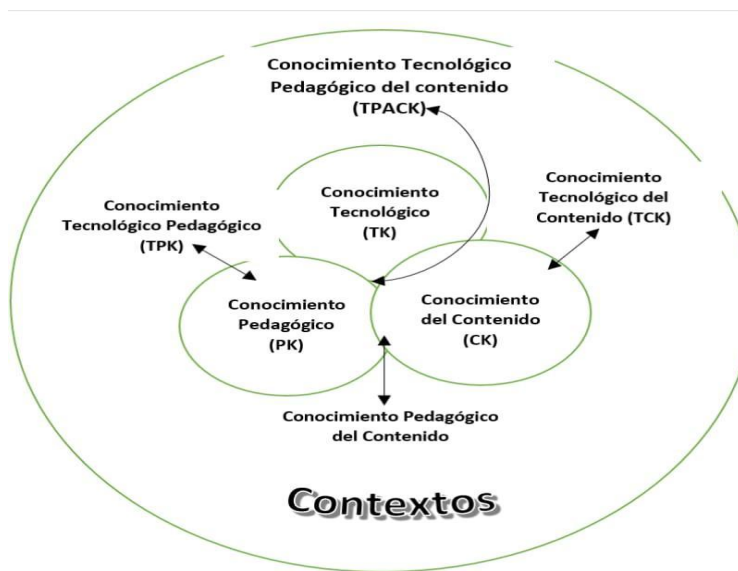 Conocimiento Tecnológico
Pedagógico del contenido
(TPACK)
Conocimiento
Tecnológico
(TK)
Conocimiento
Tecnológico del
Contenido (TCK)
Conocimiento
Tecnológico Pedagógico
(TPK)
Conocimiento
Pedagógico
(PK)
Conocimiento
del Contenido
(CK)
Conocimiento Pedagógico
del Contenido
Contextos